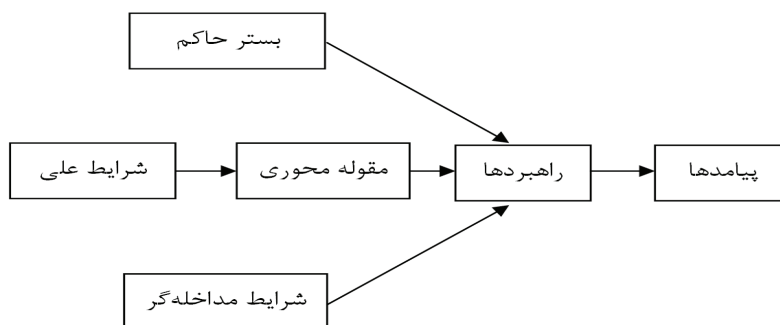 بستر حاکم
شرایط علی
مقوله محوری
راهبردها
پیامدها
شرایط مداخله‌گر